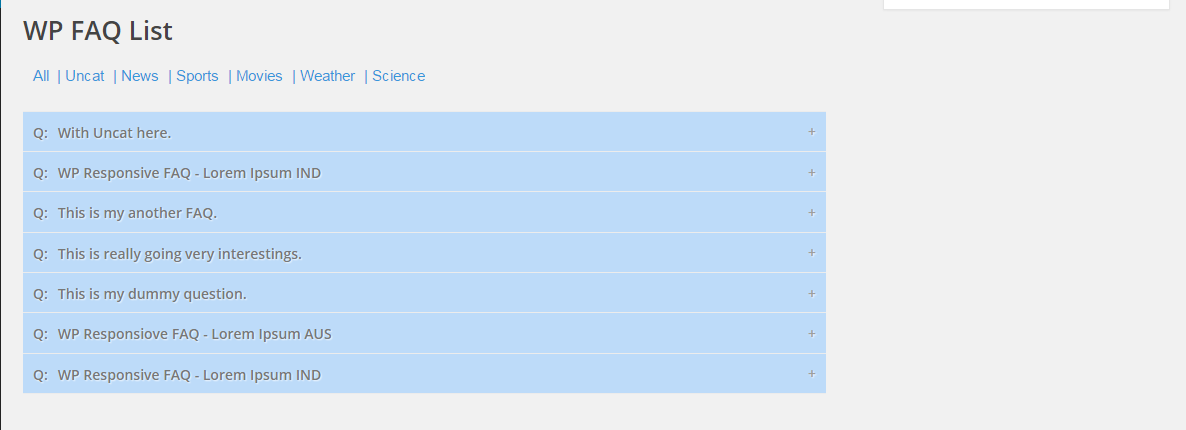 WP FAQ List
All | Uncat | News | Sports | Movies | Weather | Science
Q: With Uncat here. +
Q: WP Responsive FAQ - Lorem Ipsum IND +
Q: This is my another FAQ. +
Q: This is really going very interestings. +
Q: This is my dummy question. +
Q: WP Responsiove FAQ - Lorem Ipsum AUS +
Q: WP Responsive FAQ - Lorem Ipsum IND +